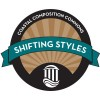 COASTAL COMPOSITION COMMONS
SHIFTING STYLES